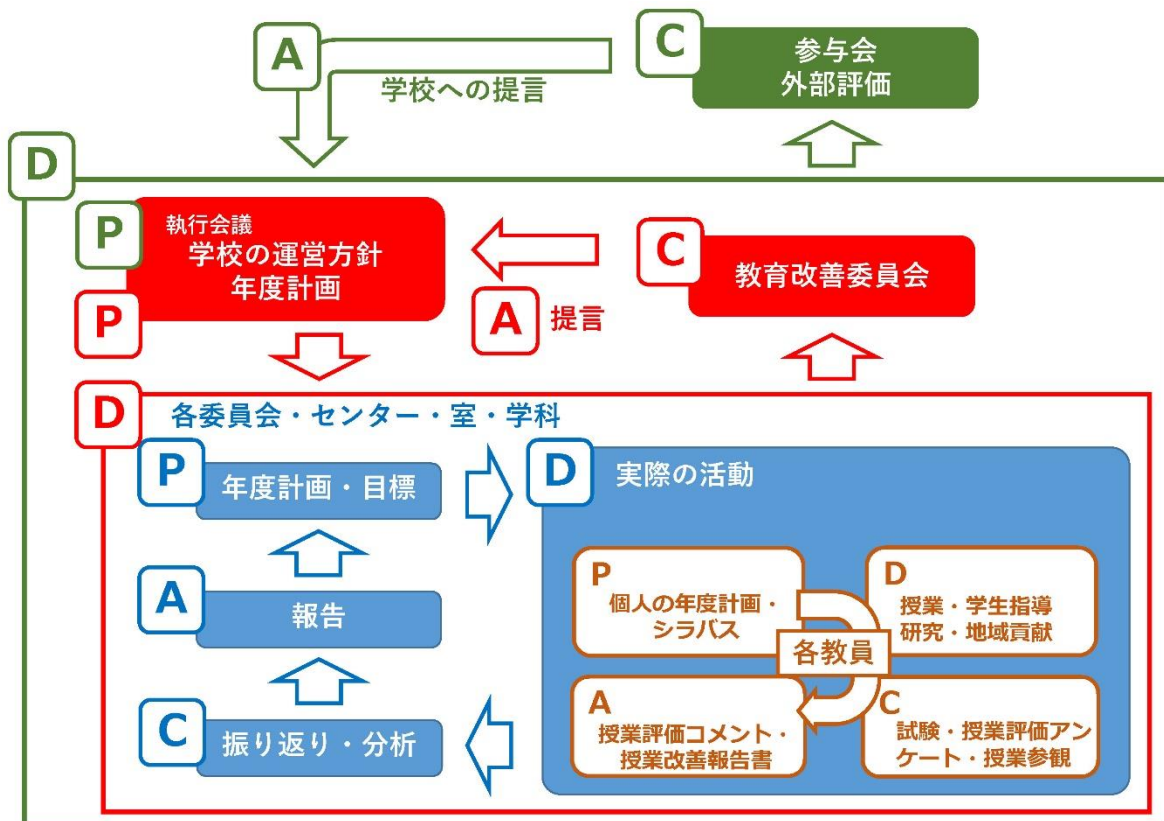 A
学校への提言
C
参与会
外部評価
D
P
執行会議
学校の運営方針
年度計画
P
A
提言
C
教育改善委員会
D
各委員会・センター・室・学科
P
年度計画・目標
A
報告
C
振り返り・分析
D
実際の活動
P
個人の年度計画・
シラバス
D
授業・学生指導
研究・地域貢献
各教員
A
授業評価コメント・
授業改善報告書
C
試験・授業評価アン
ケート・授業参観